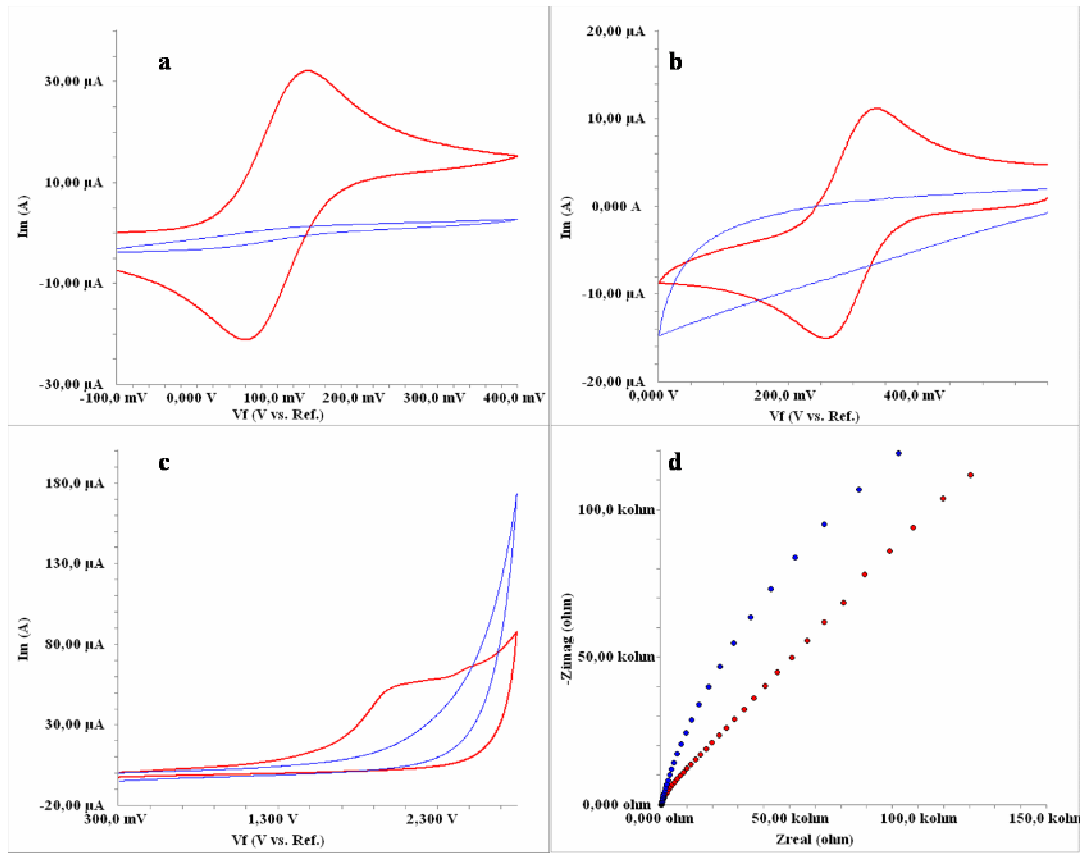 a
30,00 µA
10,00 µA
-10,00 µA
-30,00 µA
Im (A)
-100,0 mV 0,000 V 100,0 mV 200,0 mV 300,0 mV 400,0 mV
Vf (V vs. Ref.)
b
20,00 µA
10,00 µA
0,000 A
-10,00 µA
-20,00 µA
Im (A)
0,000 V 200,0 mV 400,0 mV
Vf (V vs. Ref.)
c
180,0 µA
130,0 µA
80,00 µA
30,00 µA
-20,00 µA
Im (A)
300,0 mV 1,300 V 2,300 V
Vf (V vs. Ref.)
d
100,0 kohm
50,00 kohm
0,000 ohm
-Zimag (ohm)
0,000 ohm 50,00 kohm 100,0 kohm 150,0 kohm
Zreal (ohm)